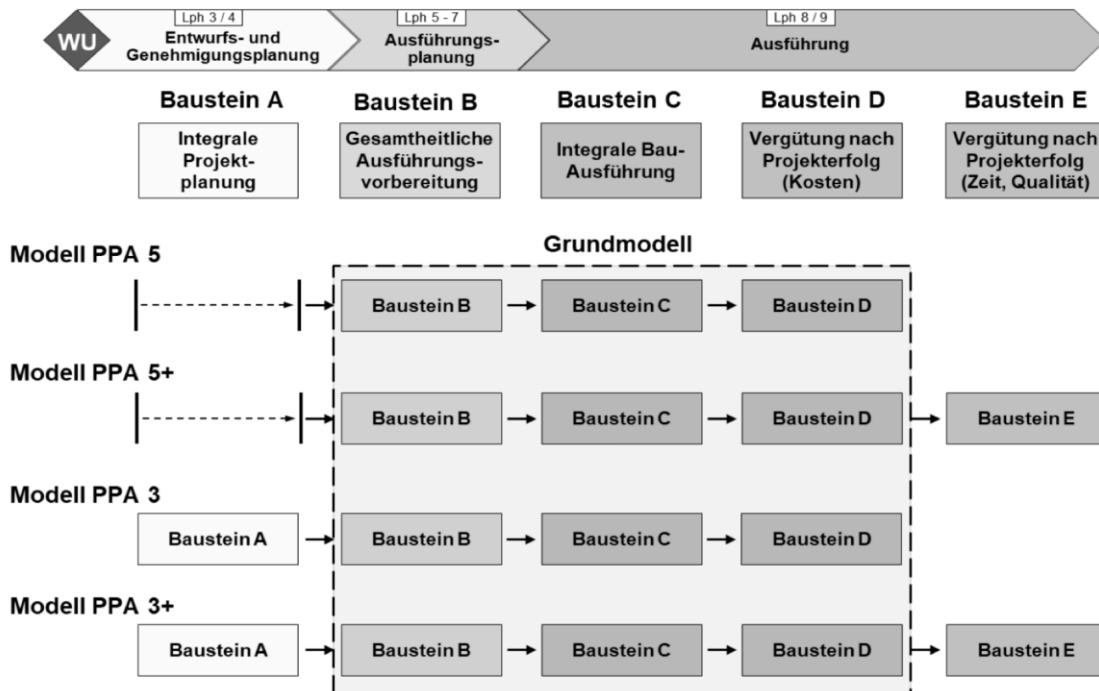 Lph 3 / 4
Lph 5 - 7
Lph 8 / 9
WU
Entwurfs- und
Genehmigungsplanung
Ausführungs-
planung
Ausführung
Baustein A
Baustein B
Baustein C
Baustein D
Baustein E
Integrale
Projekt-
planung
Gesamtheitliche
Ausführungs-
vorbereitung
Integrale Bau-
Ausführung
Vergütung nach
Projekterfolg
(Kosten)
Vergütung nach
Projekterfolg
(Zeit, Qualität)
Grundmodell
Modell PPA 5
Baustein B
Baustein C
Baustein D
Modell PPA 5+
Baustein B
Baustein C
Baustein D
Baustein E
Modell PPA 3
Baustein A
Baustein B
Baustein C
Baustein D
Modell PPA 3+
Baustein A
Baustein B
Baustein C
Baustein D
Baustein E